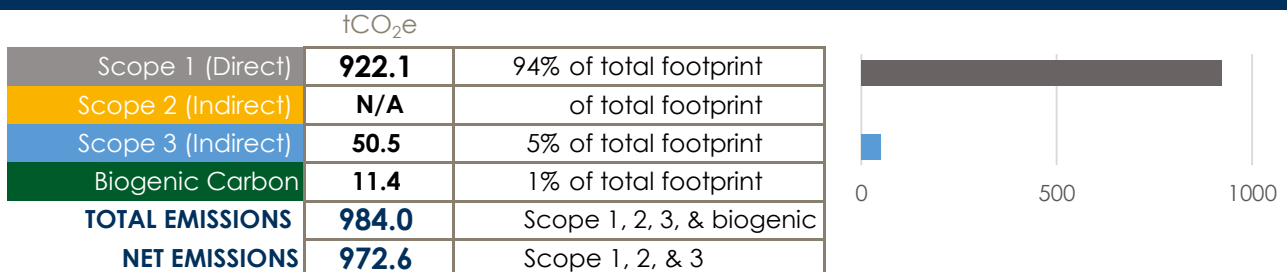 tCO₂e
Scope 1 (Direct) 922.1 94% of total footprint
Scope 2 (Indirect) N/A of total footprint
Scope 3 (Indirect) 50.5 5% of total footprint
Biogenic Carbon 11.4 1% of total footprint
TOTAL EMISSIONS 984.0 Scope 1, 2, 3, & biogenic
NET EMISSIONS 972.6 Scope 1, 2, & 3
0 500 1000